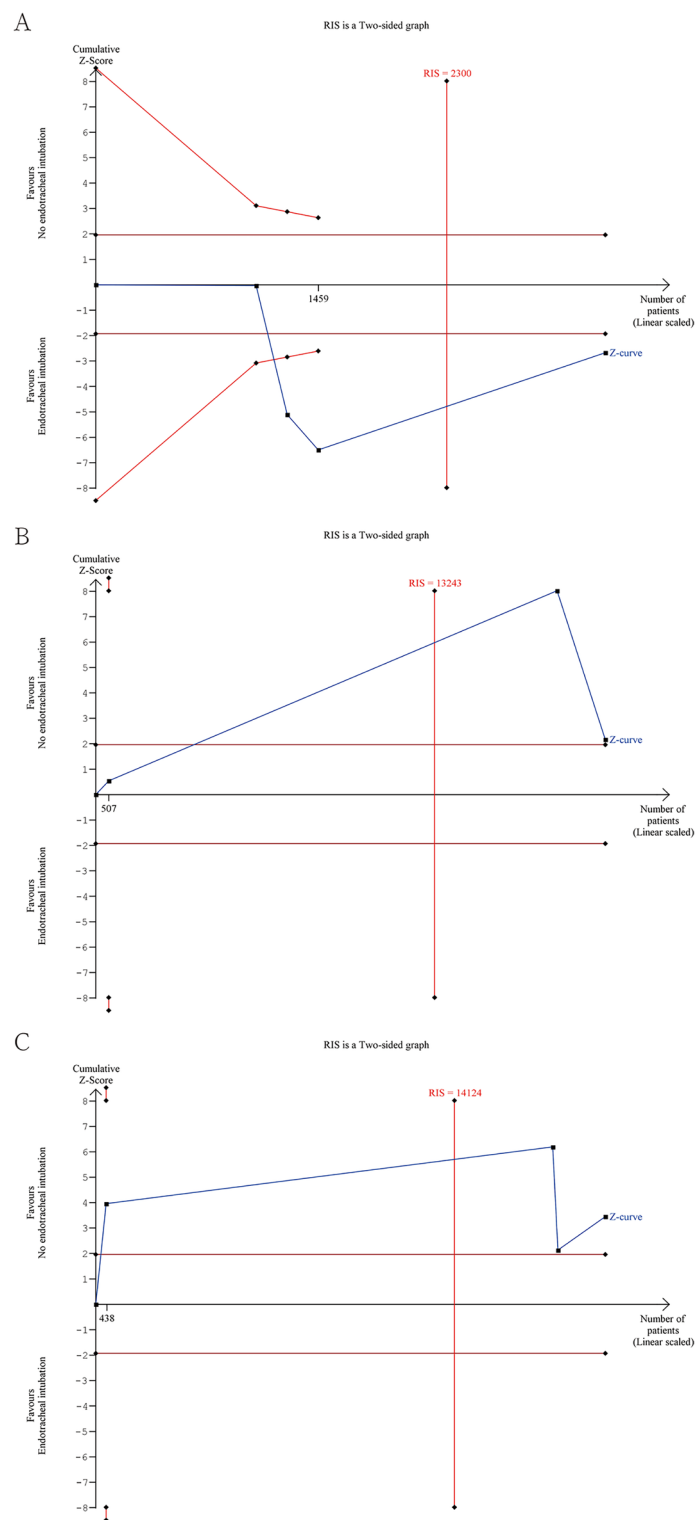 A
RIS is a Two-sided graph
Cumulative
Z-Score
RIS = 2300
8
7
6
5
4
3
2
1
-1
-2
-3
-4
-5
-6
-7
-8
Favours
No endotracheal intubation
Favours
Endotracheal intubation
1459
Number of
patients
(Linear scaled)
Z-curve
B
RIS is a Two-sided graph
Cumulative
Z-Score
RIS = 13243
8
7
6
5
4
3
2
1
-1
-2
-3
-4
-5
-6
-7
-8
Favours
No endotracheal intubation
Favours
Endotracheal intubation
Z-curve
507
Number of
patients
(Linear scaled)
C
RIS is a Two-sided graph
Cumulative
Z-Score
RIS = 14124
8
7
6
5
4
3
2
1
-1
-2
-3
-4
-5
-6
-7
-8
Favours
No endotracheal intubation
Favours
Endotracheal intubation
Z-curve
438
Number of
patients
(Linear scaled)